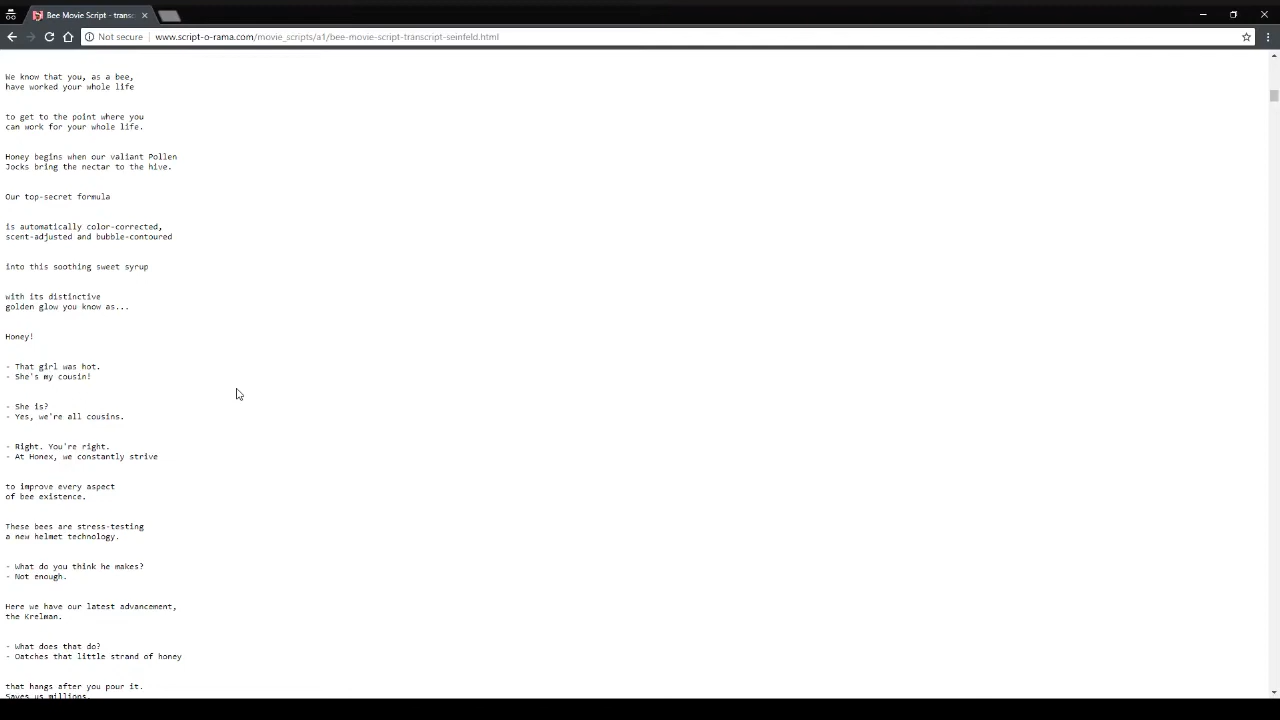 Bee Movie Script - transc
Not secure
www.script-o-rama.com/movie_scripts/a1/bee-movie-script-transcript-seinfeld.html
We know that you, as a bee,
have worked your whole life
to get to the point where you
can work for your whole life.
Honey begins when our valiant Pollen
Jocks bring the nectar to the hive.
Our top-secret formula
is automatically color-corrected,
scent-adjusted and bubble-contoured
into this soothing sweet syrup
with its distinctive
golden glow you know as...
Honey!
- That girl was hot.
- She's my cousin!
- She is?
- Yes, we're all cousins.
- Right. You're right.
- At Honex, we constantly strive
to improve every aspect
of bee existence.
These bees are stress-testing
a new helmet technology.
- What do you think he makes?
- Not enough.
Here we have our latest advancement,
the Krelman.
- What does that do?
- Oatches that little strand of honey
that hangs after you pour it.
Saves us millions.